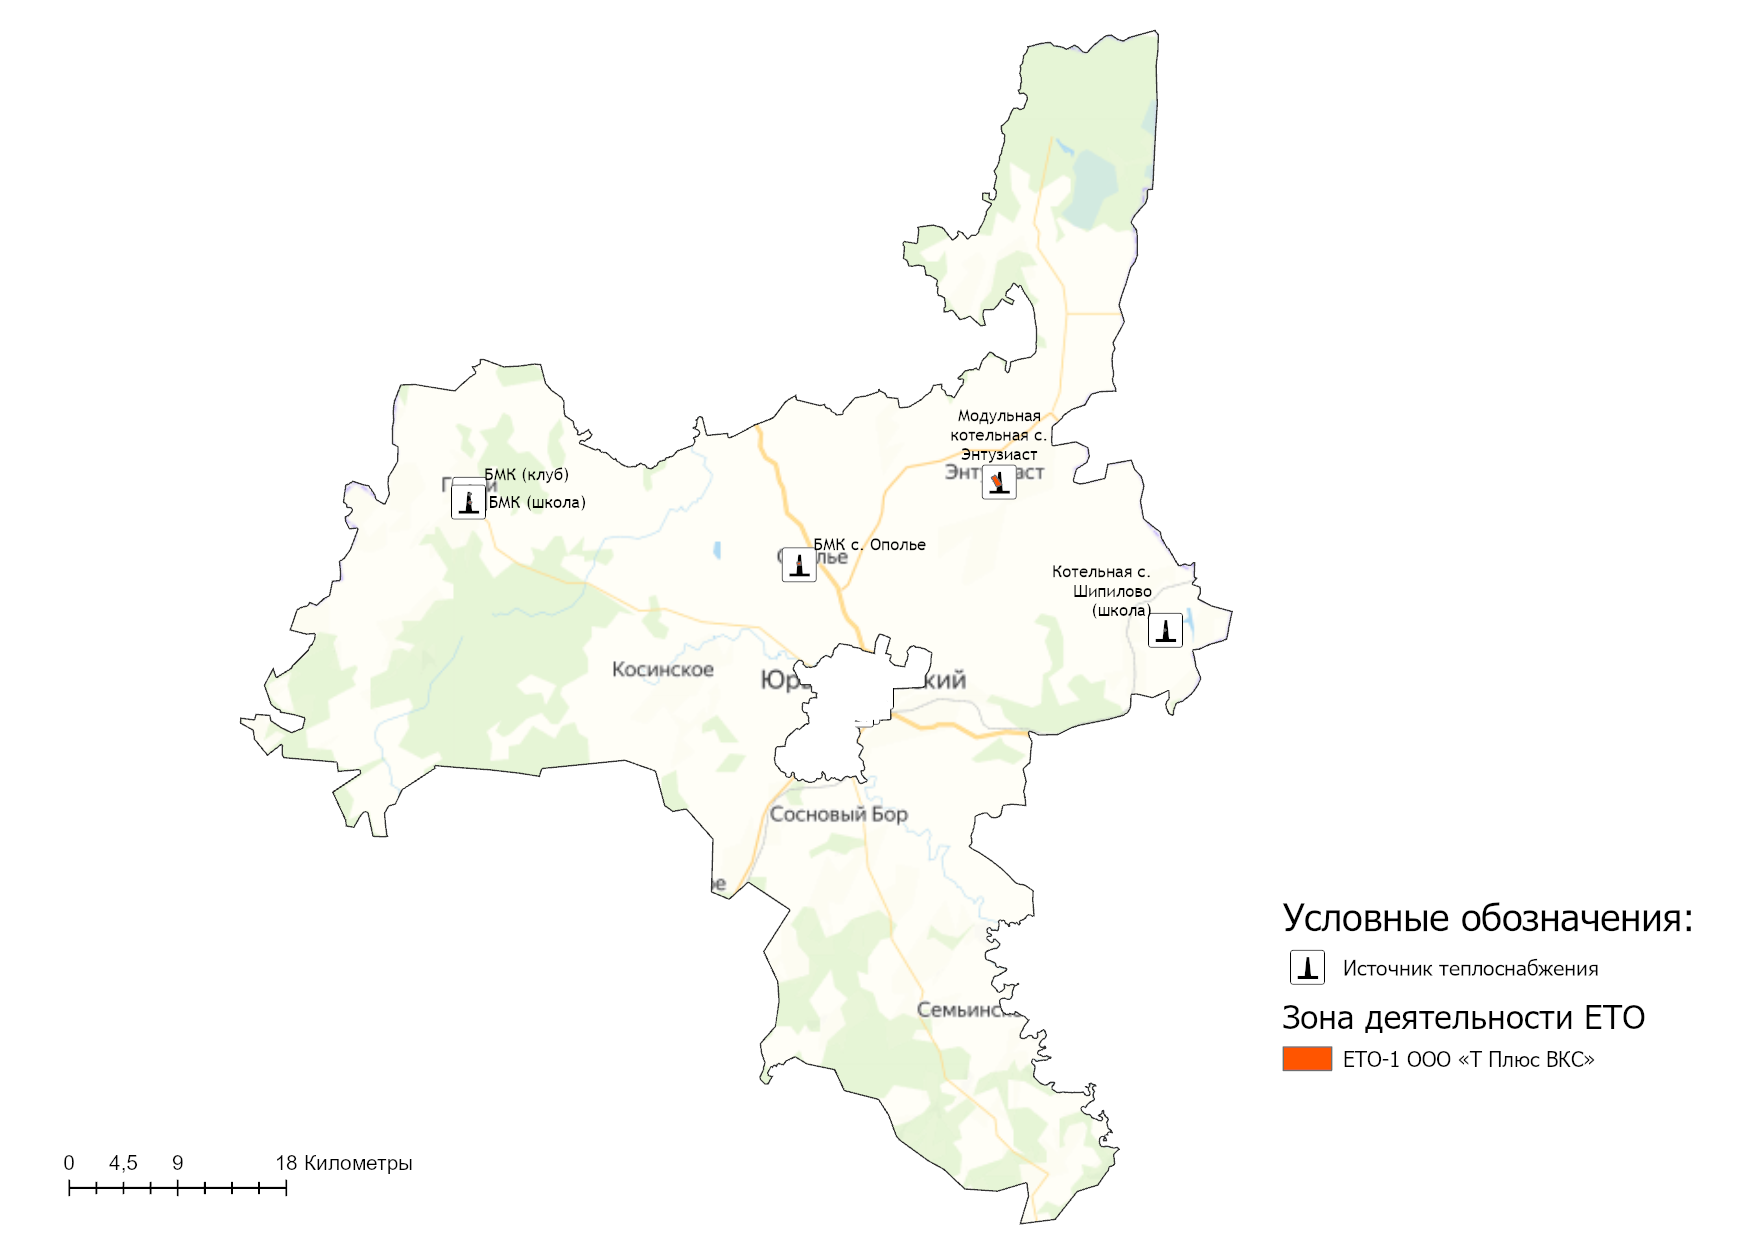 Модульная
котельная с.
Энтузиаст
БМК (клуб)
БМК (школа)
БМК с. Ополье
Котельная с.
Шипилово
(школа)
Косинское
Сосновый Бор
Условные обозначения:
Источник теплоснабжения
Зона деятельности ЕТО
ЕТО-1 ООО «Т Плюс ВКС»
0 4,5 9 18 Километры